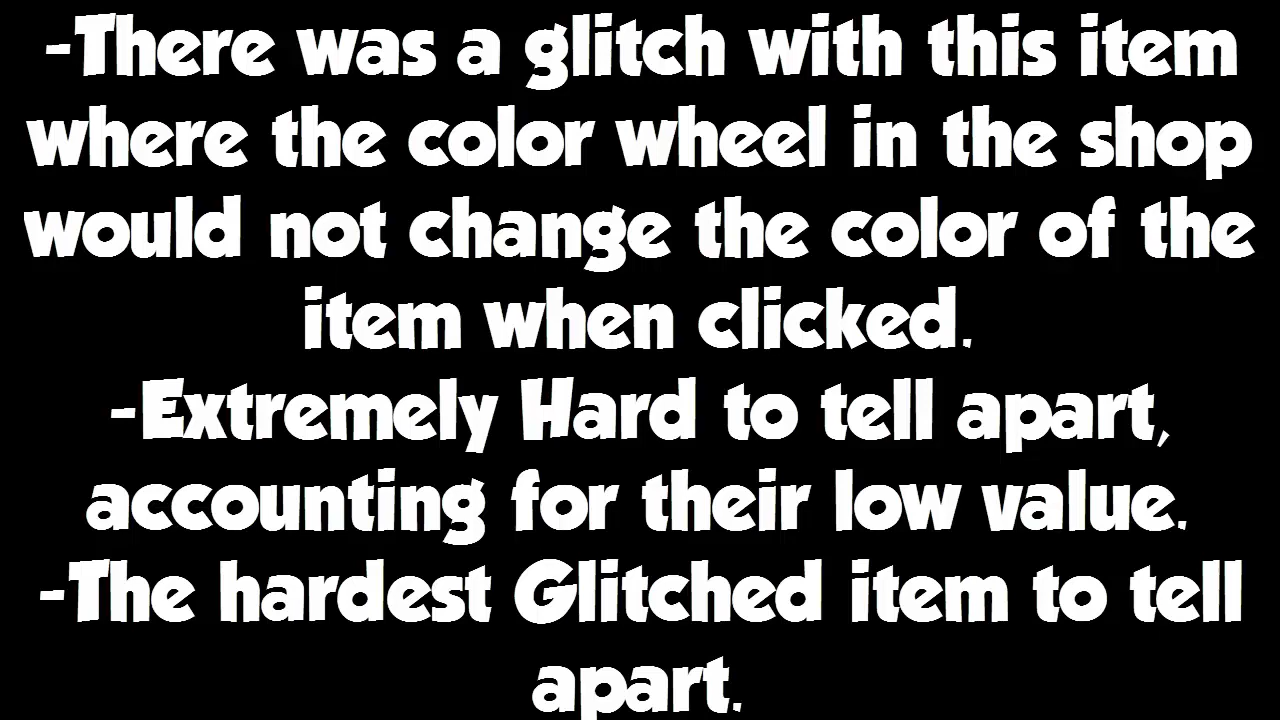 -There was a glitch with this item
where the color wheel in the shop
would not change the color of the
item when clicked.
-Extremely Hard to tell apart,
accounting for their low value.
-The hardest Glitched item to tell
apart.